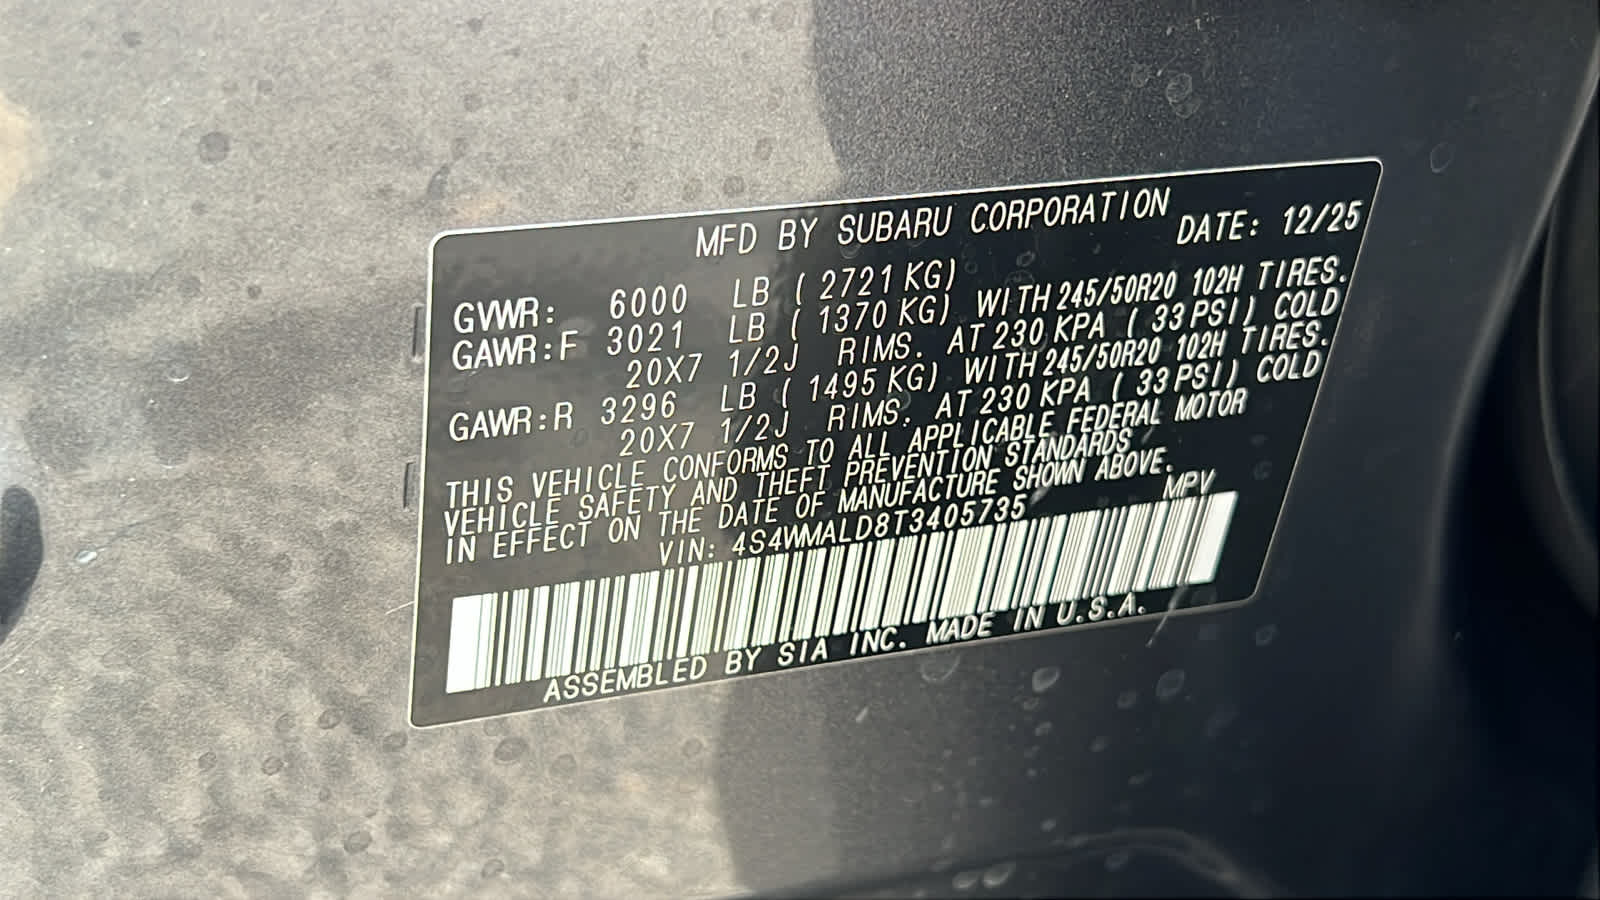 MFD BY SUBARU CORPORATION DATE: 12/25
GVWR: 6000 LB ( 2721 KG)
GAWR:F 3021 LB ( 1370 KG) WITH 245/50R20 102H TIRES.
20X7 1/2J RIMS. AT 230 KPA ( 33 PSI) COLD
GAWR:R 3296 LB ( 1495 KG) WITH 245/50R20 102H TIRES.
20X7 1/2J RIMS. AT 230 KPA ( 33 PSI) COLD
THIS VEHICLE CONFORMS TO ALL APPLICABLE FEDERAL MOTOR
VEHICLE SAFETY AND THEFT PREVENTION STANDARDS
IN EFFECT ON THE DATE OF MANUFACTURE SHOWN ABOVE.
VIN: 4S4WMALD8T3405735 MPV
ASSEMBLED BY SIA INC. MADE IN U.S.A.